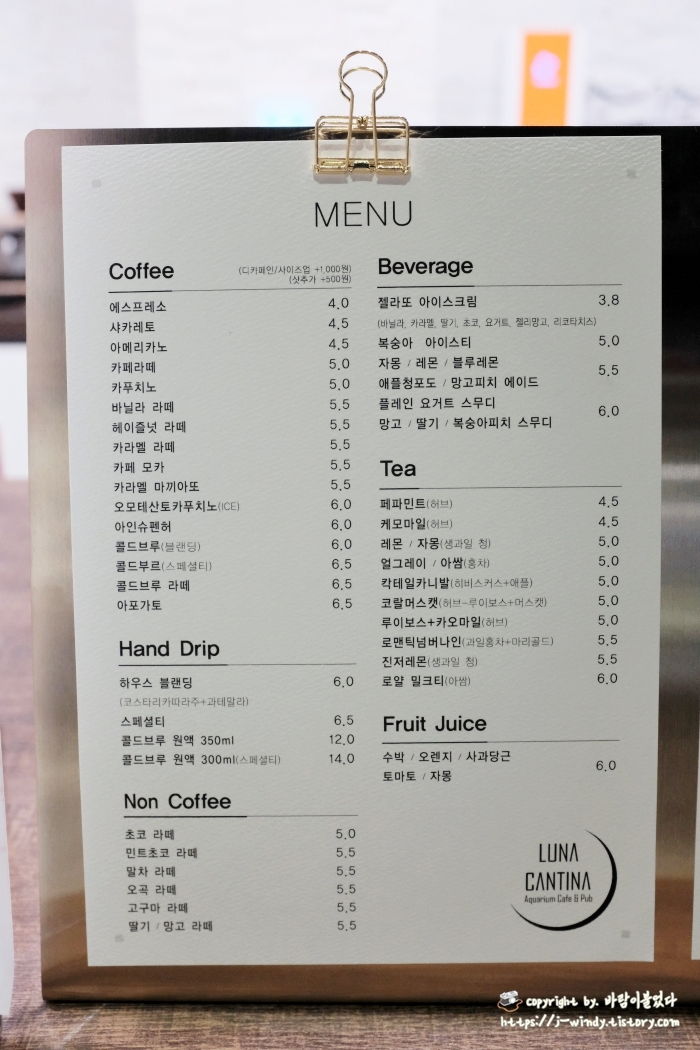 MENU
Coffee
(디카페인/사이즈업 +1,000원)
(샷추가 +500원)
에스프레소 4.0
샤카레토 4.5
아메리카노 4.5
카페라떼 5.0
카푸치노 5.0
바닐라 라떼 5.5
헤이즐넛 라떼 5.5
카라멜 라떼 5.5
카페 모카 5.5
카라멜 마끼아또 5.5
오모테산토카푸치노(ICE) 6.0
아인슈펜허 6.0
콜드브루(블랜딩) 6.0
콜드부르(스페셜티) 6.5
콜드브루 라떼 6.5
아포가토 6.5
Hand Drip
하우스 블랜딩 6.0
(코스타리카따라주+과테말라)
스페셜티 6.5
콜드브루 원액 350ml 12.0
콜드브루 원액 300ml(스페셜티) 14.0
Non Coffee
초코 라떼 5.0
민트초코 라떼 5.5
말차 라떼 5.5
오곡 라떼 5.5
고구마 라떼 5.5
딸기 / 망고 라떼 5.5
Beverage
젤라또 아이스크림 3.8
(바닐라, 카라멜, 딸기, 초코, 요거트, 젤리망고, 리코타치즈)
복숭아 아이스티 5.0
자몽 / 레몬 / 블루레몬
5.5
애플청포도 / 망고피치 에이드
플레인 요거트 스무디
6.0
망고 / 딸기 / 복숭아피치 스무디
Tea
페파민트(허브) 4.5
케모마일(허브) 4.5
레몬 / 자몽(생과일 청) 5.0
얼그레이 / 아쌈(홍차) 5.0
칵테일카니발(히비스커스+애플) 5.0
코랄머스캣(허브-루이보스+머스캣) 5.0
루이보스+카오마일(허브) 5.0
로맨틱넘버나인(과일홍차+마리골드) 5.5
진저레몬(생과일 청) 5.5
로얄 밀크티(아쌈) 6.0
Fruit Juice
수박 / 오렌지 / 사과당근
6.0
토마토 / 자몽
LUNA
CANTINA
Aquarium Cafe & Pub
copyright by. 바람이불었다
https://j-windy.tistory.com